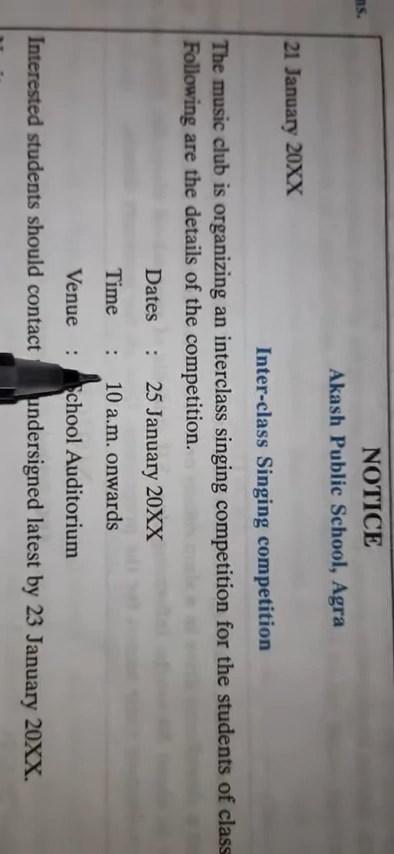 ns.
NOTICE
Akash Public School, Agra
21 January 20XX
Inter-class Singing competition
The music club is organizing an interclass singing competition for the students of class
Following are the details of the competition.
Dates : 25 January 20XX
Time : 10 a.m. onwards
Venue : School Auditorium
Interested students should contact undersigned latest by 23 January 20XX.